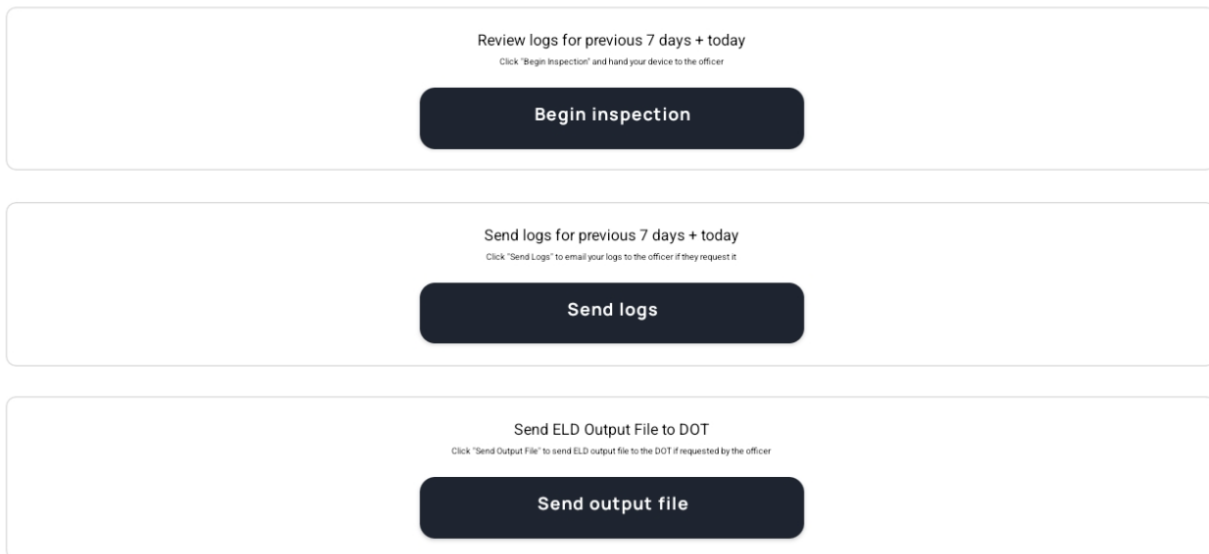 Review logs for previous 7 days + today
Click "Begin Inspection" and hand your device to the officer
Begin inspection
Send logs for previous 7 days + today
Click "Send Logs" to email your logs to the officer if they request it
Send logs
Send ELD Output File to DOT
Click "Send Output File" to send ELD output file to the DOT if requested by the officer
Send output file